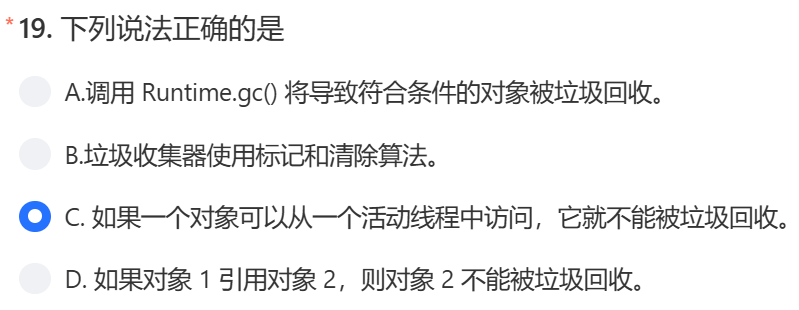 *19. 下列说法正确的是
A.调用 Runtime.gc() 将导致符合条件的对象被垃圾回收。
B.垃圾收集器使用标记和清除算法。
C. 如果一个对象可以从一个活动线程中访问，它就不能被垃圾回收。
D. 如果对象 1 引用对象 2，则对象 2 不能被垃圾回收。